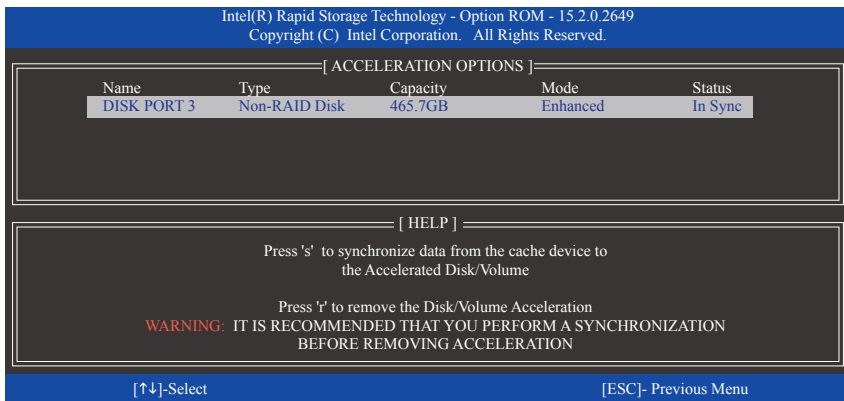 Intel(R) Rapid Storage Technology - Option ROM - 15.2.0.2649
Copyright (C) Intel Corporation. All Rights Reserved.
[ ACCELERATION OPTIONS ]
Name Type Capacity Mode Status
DISK PORT 3 Non-RAID Disk 465.7GB Enhanced In Sync
[ HELP ]
Press 's' to synchronize data from the cache device to
the Accelerated Disk/Volume
Press 'r' to remove the Disk/Volume Acceleration
WARNING: IT IS RECOMMENDED THAT YOU PERFORM A SYNCHRONIZATION
BEFORE REMOVING ACCELERATION
[↑↓]-Select [ESC]- Previous Menu